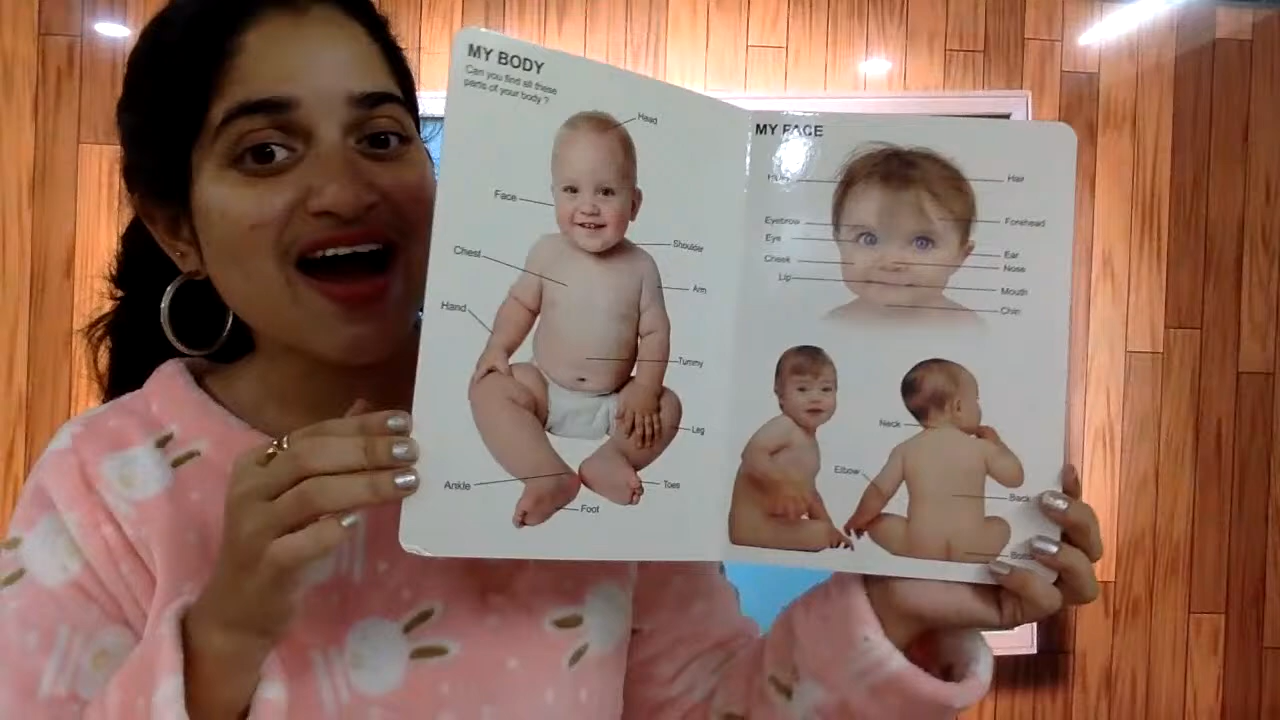 MY BODY
Can you find all these
parts of your body ?
Head
Face
Shoulder
Chest
Arm
Hand
Tummy
Leg
Ankle
Toes
Foot
MY FACE
Hair
Eyebrow
Forehead
Eye
Ear
Cheek
Nose
Lip
Mouth
Chin
Neck
Elbow
Back